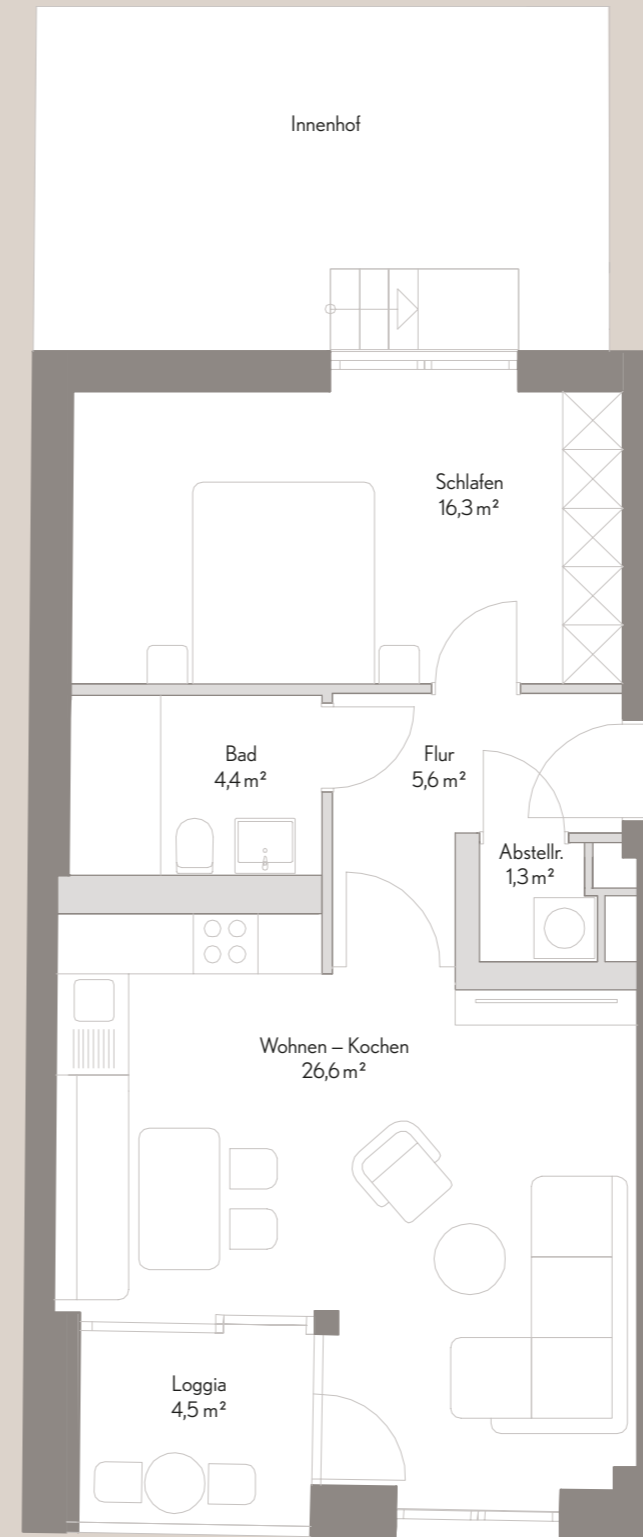 Innenhof
Schlafen
16,3 m²
Bad
4,4 m²
Flur
5,6 m²
Abstellr.
1,3 m²
Wohnen – Kochen
26,6 m²
Loggia
4,5 m²